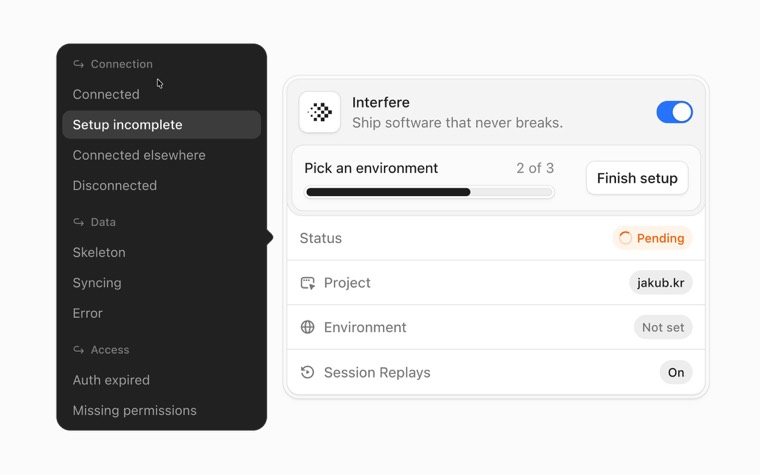 Connection
Connected
Setup incomplete
Connected elsewhere
Disconnected
Data
Skeleton
Syncing
Error
Access
Auth expired
Missing permissions
Interfere
Ship software that never breaks.
Pick an environment 2 of 3
Finish setup
Status Pending
Project jakub.kr
Environment Not set
Session Replays On